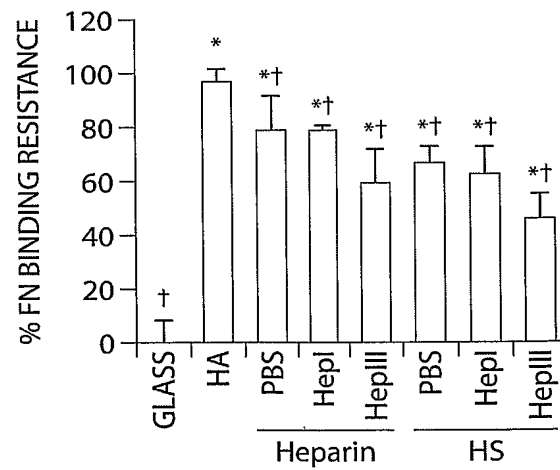 % FN BINDING RESISTANCE
120
100
80
60
40
20
0
†
*
*†
*†
*†
*†
*†
*†
GLASS
HA
PBS
HepI
HepIII
PBS
HepI
HepIII
Heparin
HS